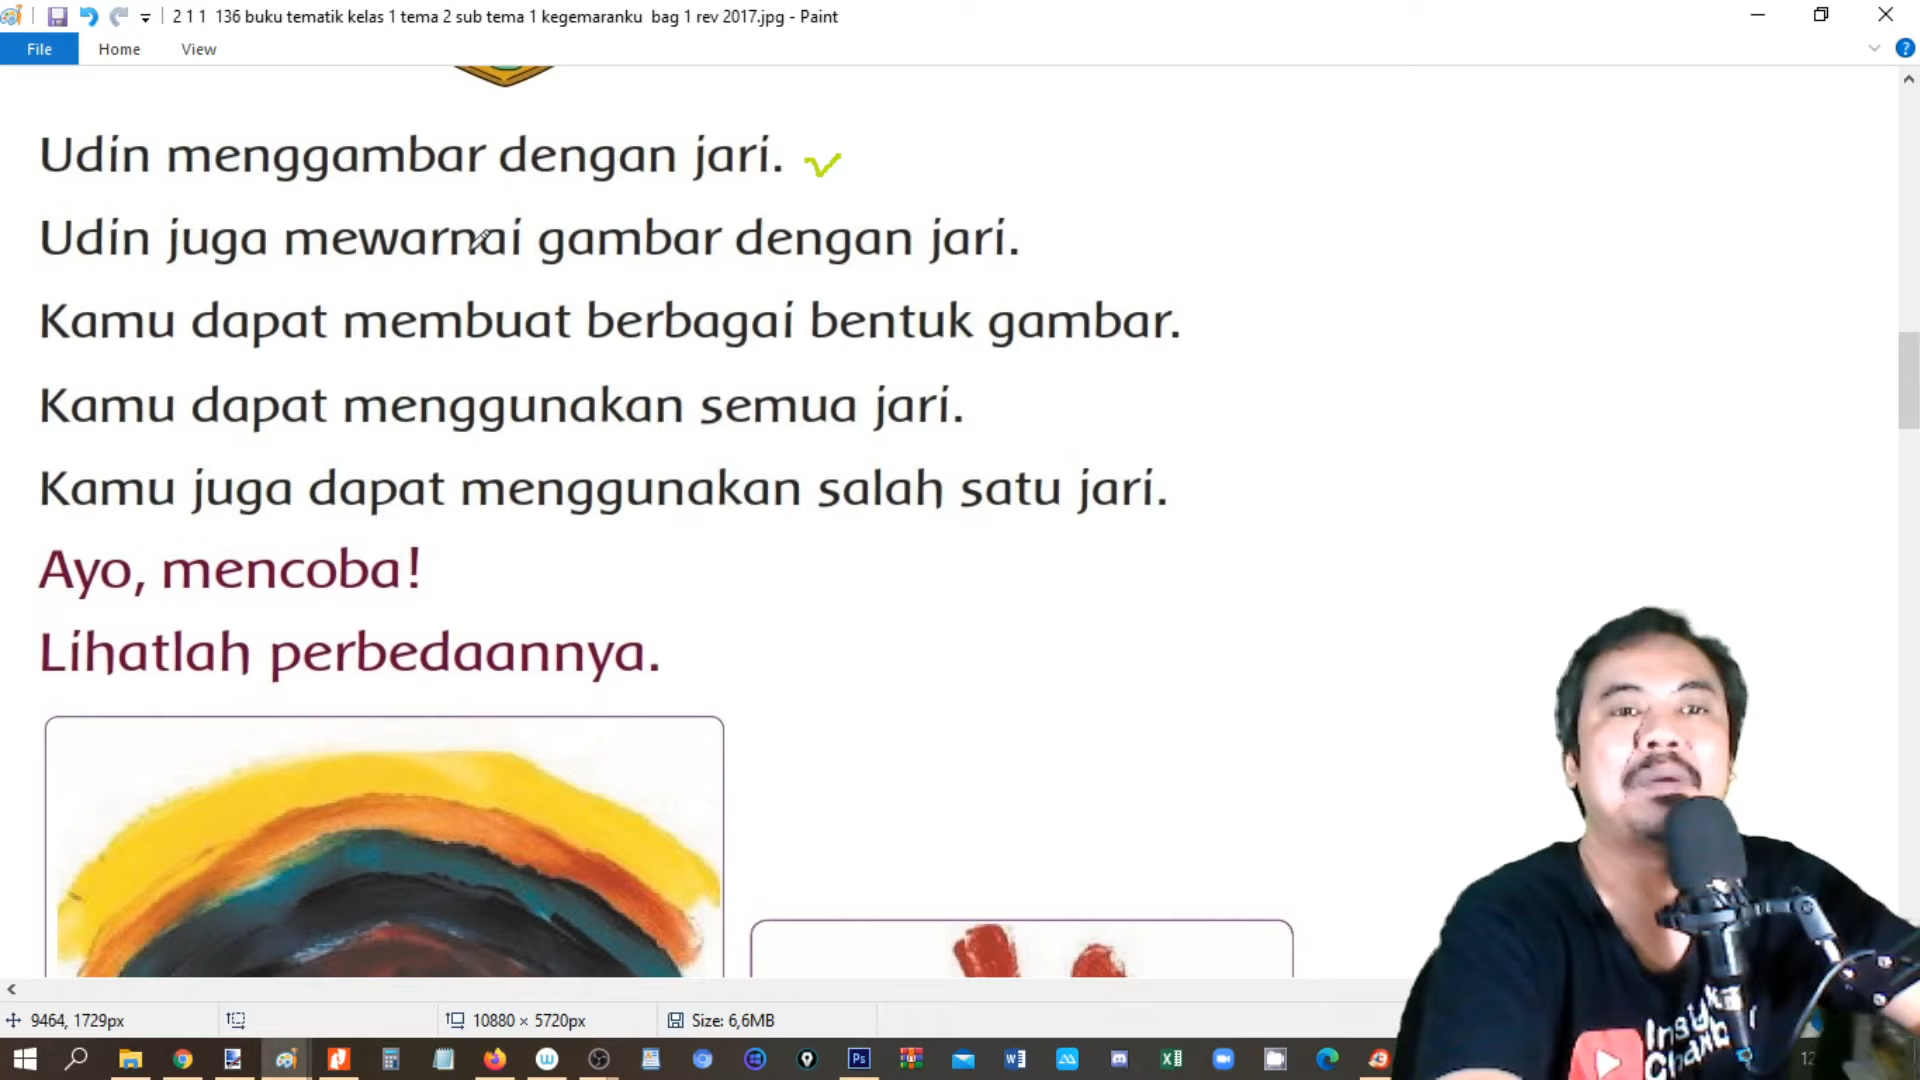 2 1 1  136 buku tematik kelas 1 tema 2 sub tema 1 kegemaranku  bag 1 rev 2017.jpg - Paint
File Home View
Udin menggambar dengan jari.
Udin juga mewarnai gambar dengan jari.
Kamu dapat membuat berbagai bentuk gambar.
Kamu dapat menggunakan semua jari.
Kamu juga dapat menggunakan salah satu jari.
Ayo, mencoba!
Lihatlah perbedaannya.
9464, 1729px 10880 × 5720px Size: 6,6MB
Ps
12